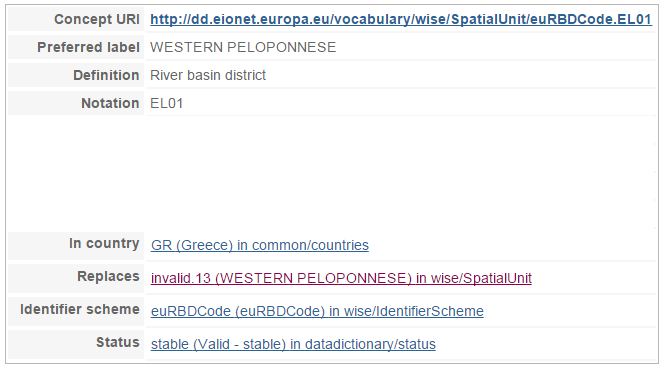 Concept URI http://dd.eionet.europa.eu/vocabulary/wise/SpatialUnit/euRBDCode.EL01
Preferred label WESTERN PELOPONNESE
Definition River basin district
Notation EL01
In country GR (Greece) in common/countries
Replaces invalid.13 (WESTERN PELOPONNESE) in wise/SpatialUnit
Identifier scheme euRBDCode (euRBDCode) in wise/IdentifierScheme
Status stable (Valid - stable) in datadictionary/status